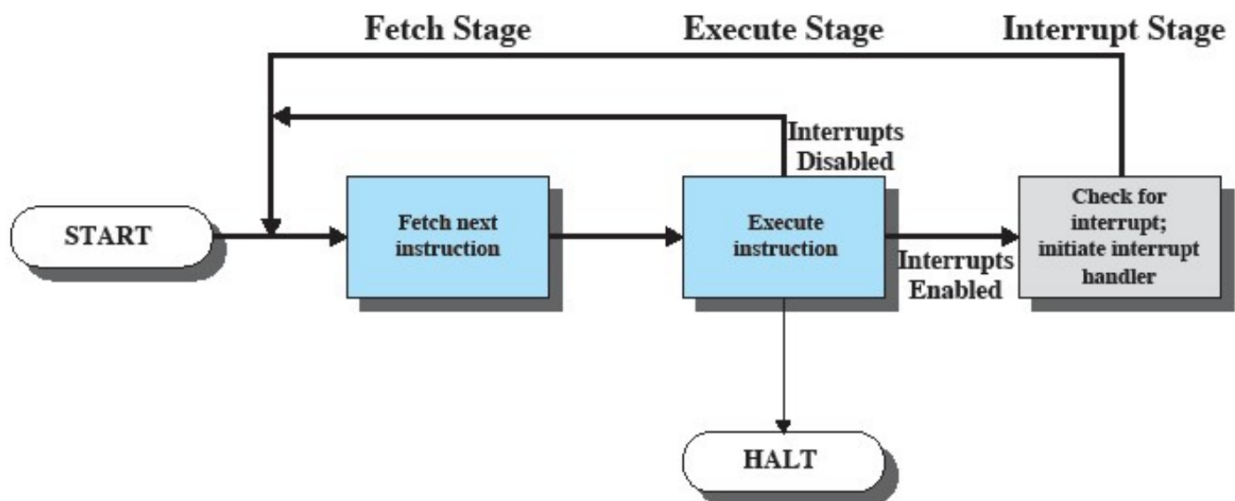 Fetch Stage
Execute Stage
Interrupt Stage
Interrupts
Disabled
START
Fetch next
instruction
Execute
instruction
Interrupts
Enabled
Check for
interrupt;
initiate interrupt
handler
HALT